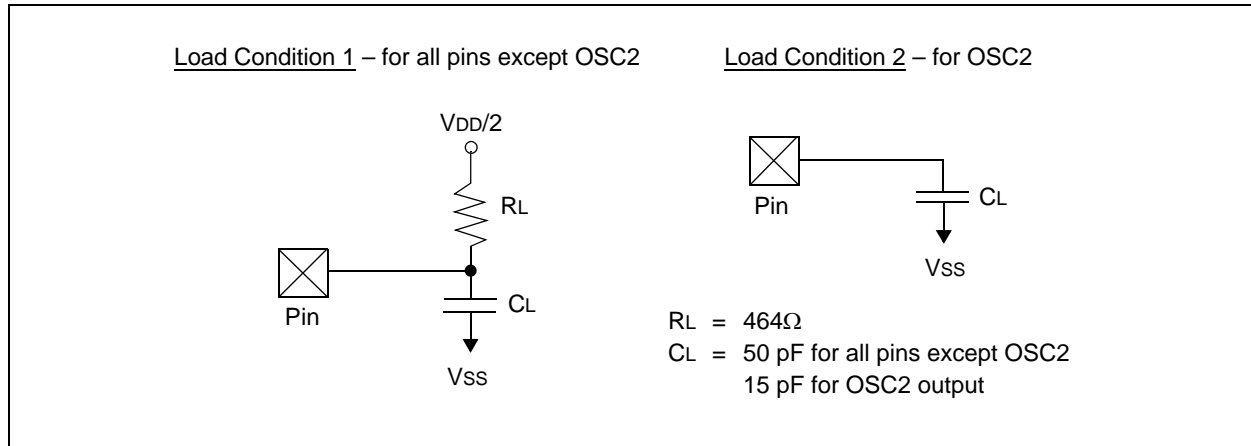 Load Condition 1 – for all pins except OSC2
VDD/2
RL
Pin
CL
VSS
Load Condition 2 – for OSC2
Pin
CL
VSS
RL = 464Ω
CL = 50 pF for all pins except OSC2
15 pF for OSC2 output